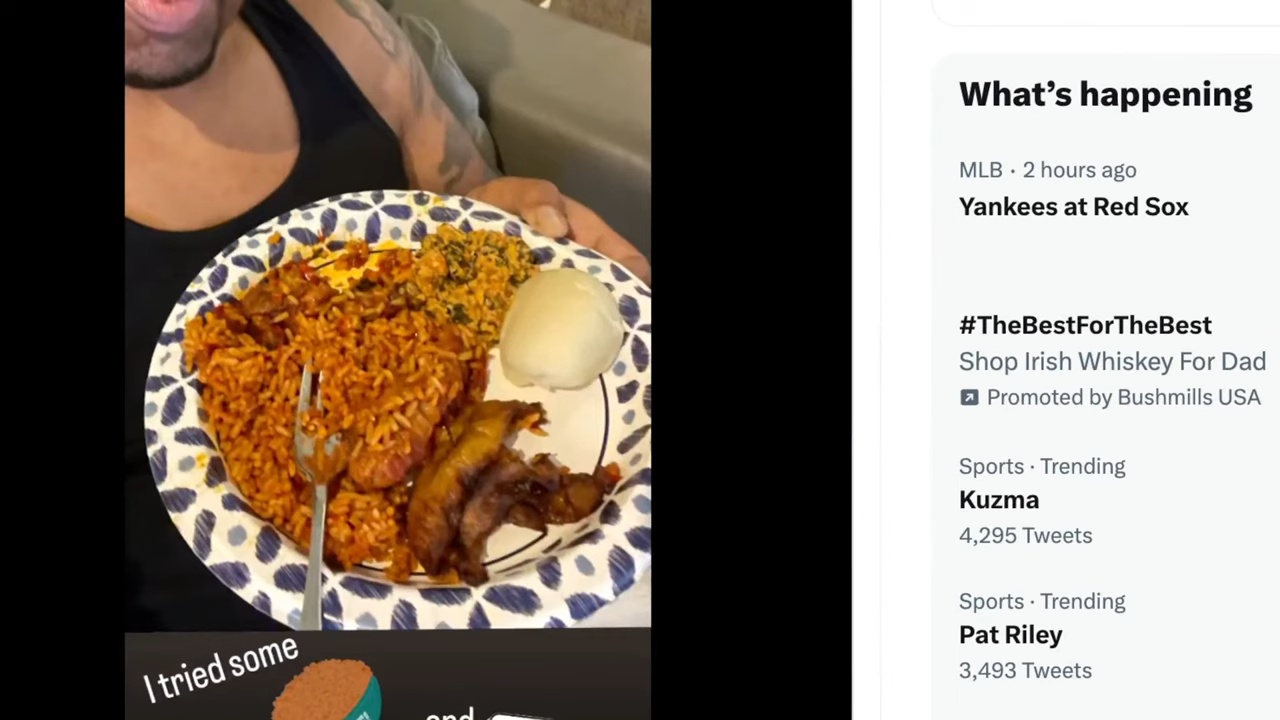 I tried some
and
What's happening
MLB · 2 hours ago
Yankees at Red Sox
#TheBestForTheBest
Shop Irish Whiskey For Dad
Promoted by Bushmills USA
Sports · Trending
Kuzma
4,295 Tweets
Sports · Trending
Pat Riley
3,493 Tweets